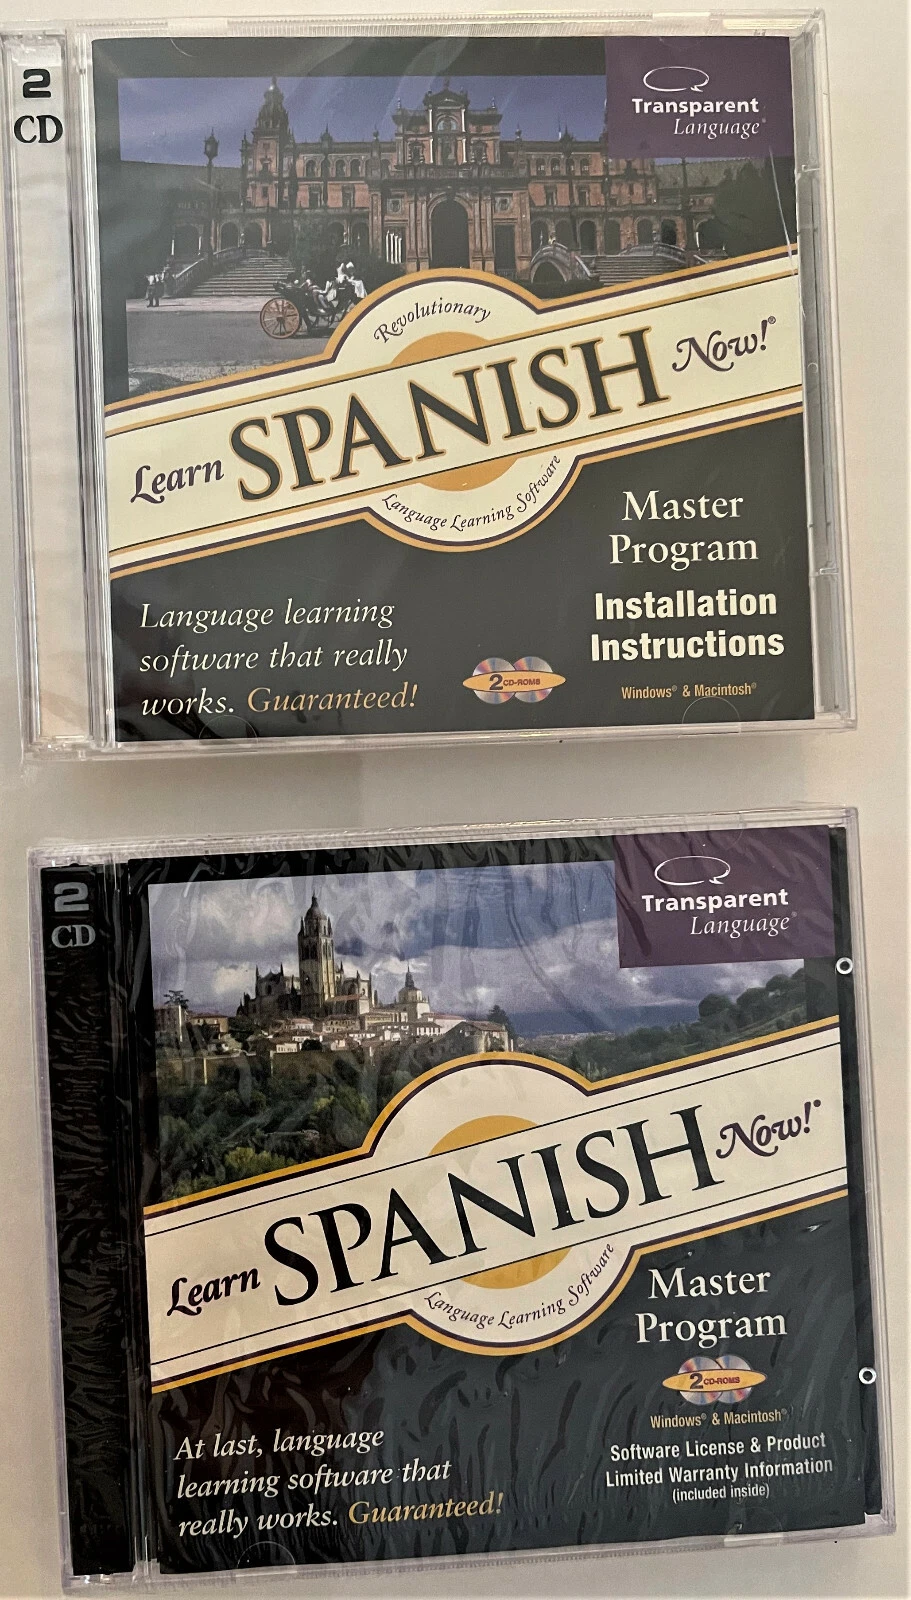 2
CD
Transparent
Language®
Revolutionary
Learn SPANISH Now!®
Language Learning Software
Master
Program
Installation
Instructions
Language learning
software that really
works. Guaranteed!
2 CD-ROMS
Windows® & Macintosh®
2
CD
Transparent
Language®
Learn SPANISH Now!®
Language Learning Software
Master
Program
2 CD-ROMS
Windows® & Macintosh®
At last, language
learning software that
really works. Guaranteed!
Software License & Product
Limited Warranty Information
(included inside)